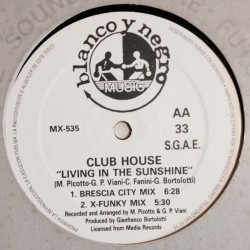 blanco y negro
MUSIC
MX-535
AA
33
S.G.A.E.
CLUB HOUSE
"LIVING IN THE SUNSHINE"
(M. Picotto-G. P. Viani-C. Fanini-G. Bortolotti)
1. BRESCIA CITY MIX 6:28
2. X-FUNKY MIX 5:30
Recorded and Arranged by M. Picotto & G. P. Viani
Produced by Gianfranco Bortolotti
Licensed from Media Records